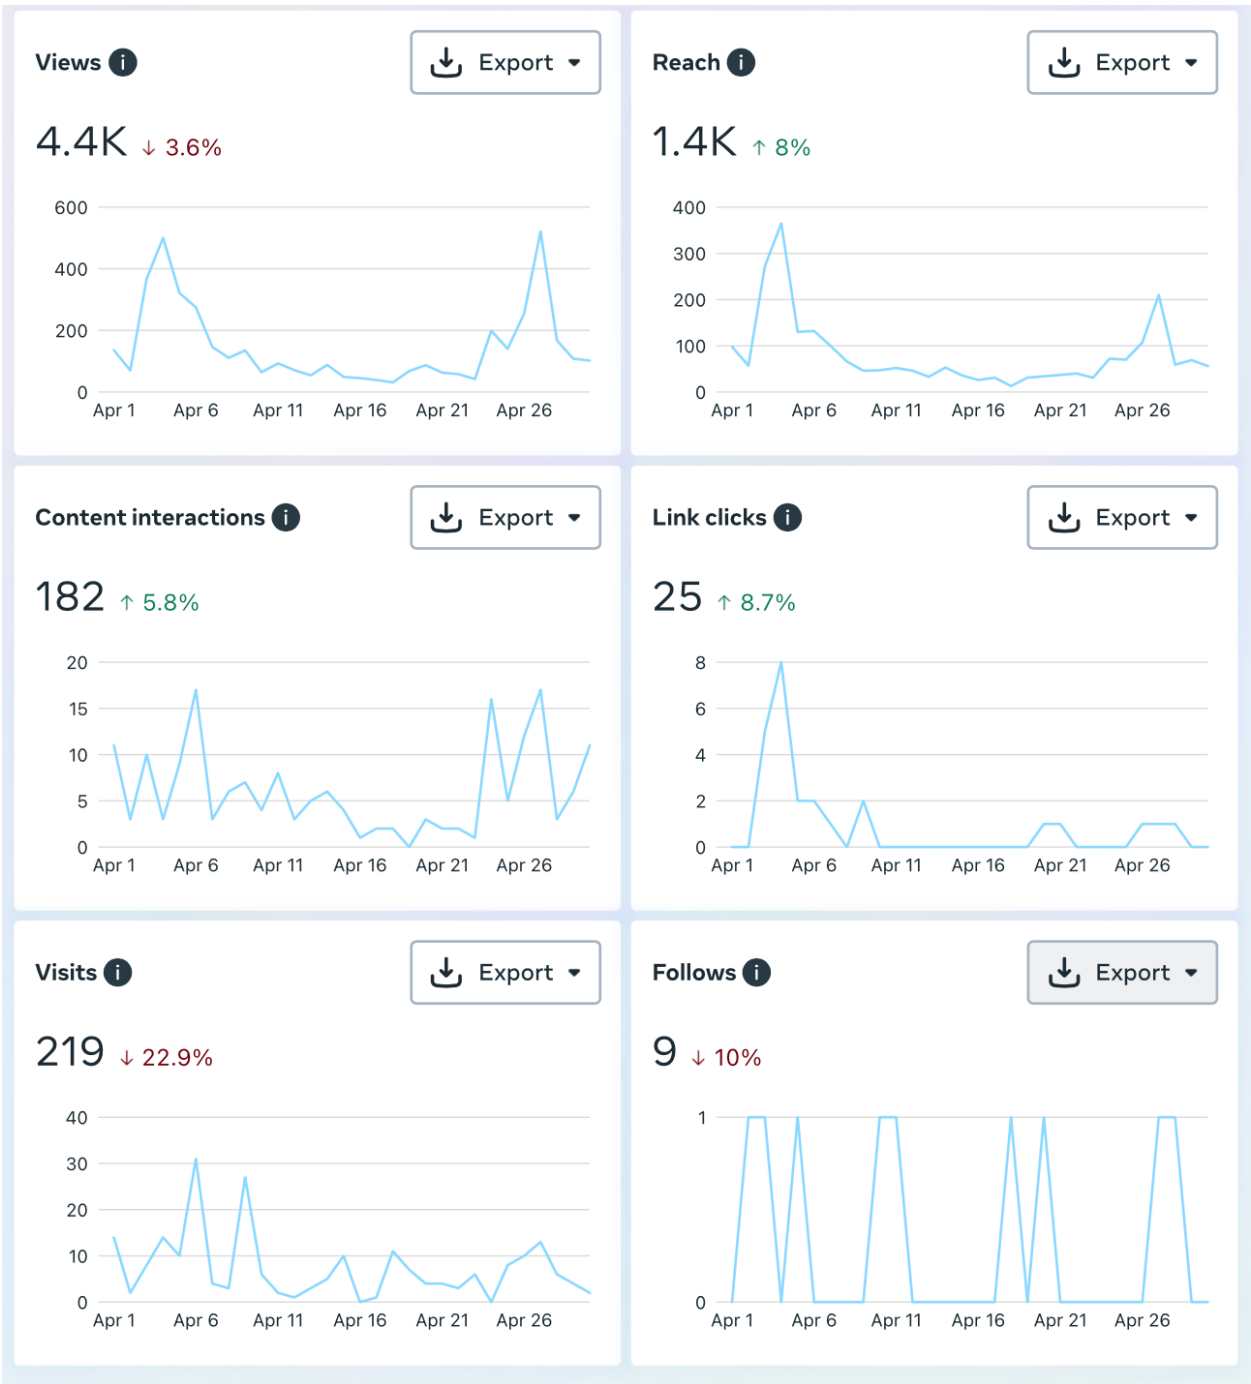 Views i
Export
4.4K ↓ 3.6%
600
400
200
0
Apr 1 Apr 6 Apr 11 Apr 16 Apr 21 Apr 26
Reach i
Export
1.4K ↑ 8%
400
300
200
100
0
Apr 1 Apr 6 Apr 11 Apr 16 Apr 21 Apr 26
Content interactions i
Export
182 ↑ 5.8%
20
15
10
5
0
Apr 1 Apr 6 Apr 11 Apr 16 Apr 21 Apr 26
Link clicks i
Export
25 ↑ 8.7%
8
6
4
2
0
Apr 1 Apr 6 Apr 11 Apr 16 Apr 21 Apr 26
Visits i
Export
219 ↓ 22.9%
40
30
20
10
0
Apr 1 Apr 6 Apr 11 Apr 16 Apr 21 Apr 26
Follows i
Export
9 ↓ 10%
1
0
Apr 1 Apr 6 Apr 11 Apr 16 Apr 21 Apr 26